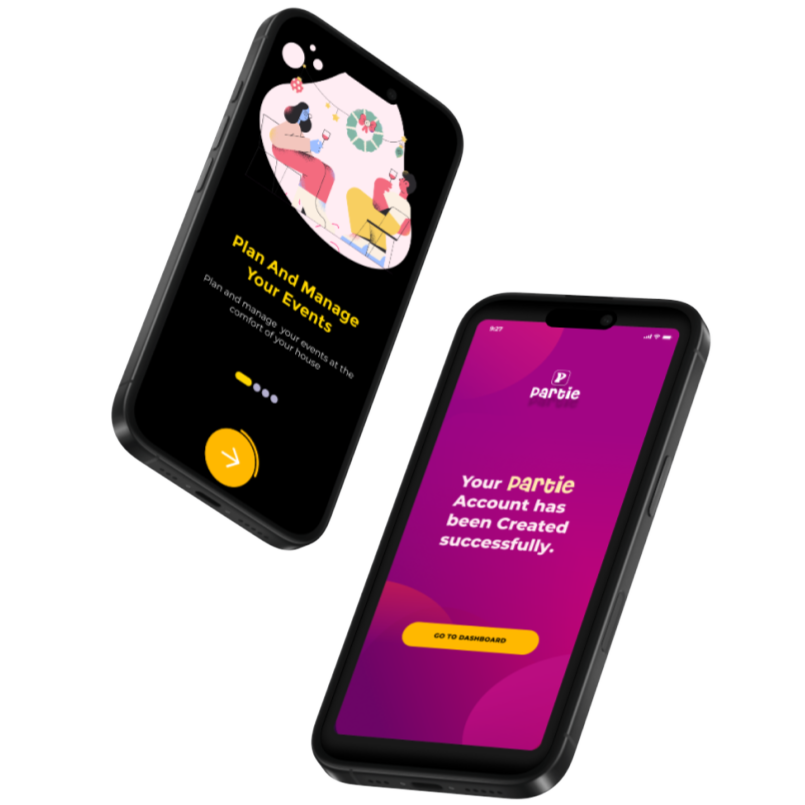 Plan And Manage
Your Events
Plan and manage your events at the
comfort of your house
9:27
P
partie
Your partie
Account has
been Created
successfully.
GO TO DASHBOARD